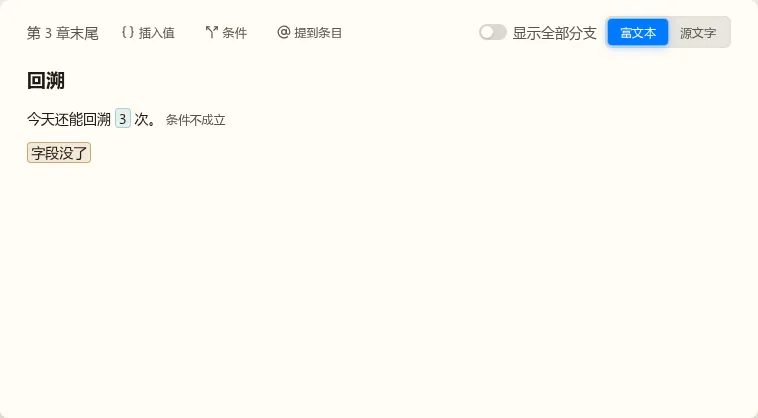 第 3 章末尾 {} 插入值 条件 @ 提到条目 显示全部分支 富文本 源文字
回溯
今天还能回溯 3 次。 条件不成立
字段没了